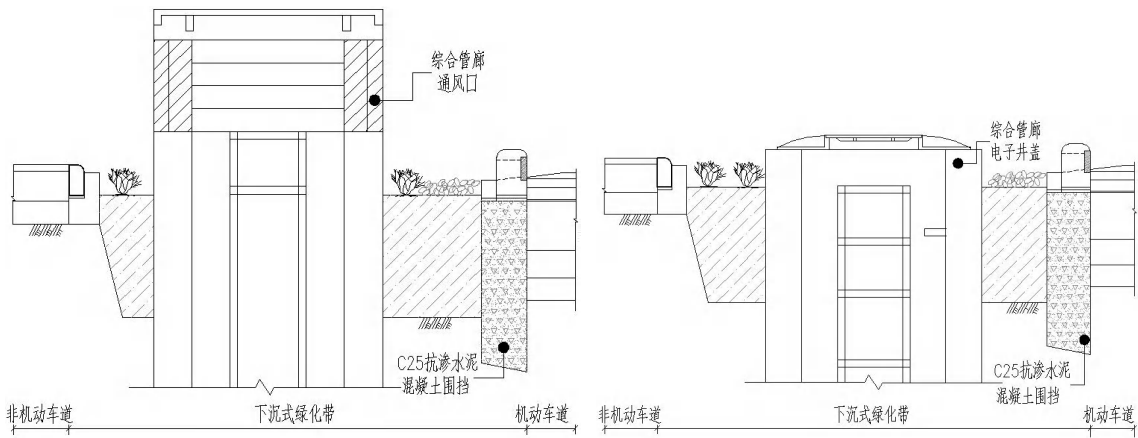 综合管廊
通风口
C25抗渗水泥
混凝土围挡
非机动车道
下沉式绿化带
机动车道
综合管廊
电子井盖
C25抗渗水泥
混凝土围挡
非机动车道
下沉式绿化带
机动车道